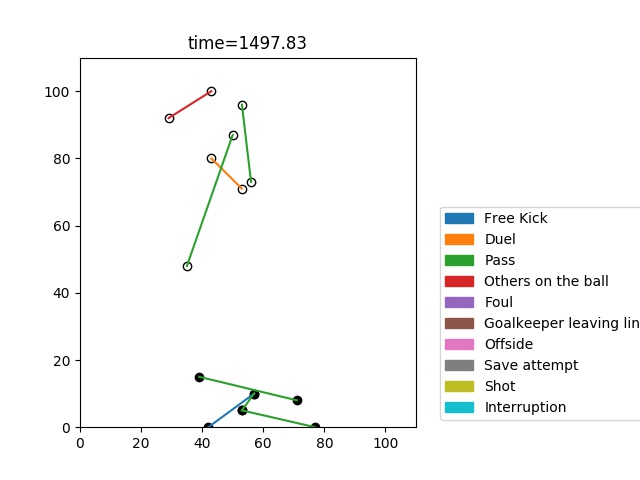 time=1497.83
100
80
60
40
20
0
0 20 40 60 80 100
Free Kick
Duel
Pass
Others on the ball
Foul
Goalkeeper leaving lin
Offside
Save attempt
Shot
Interruption